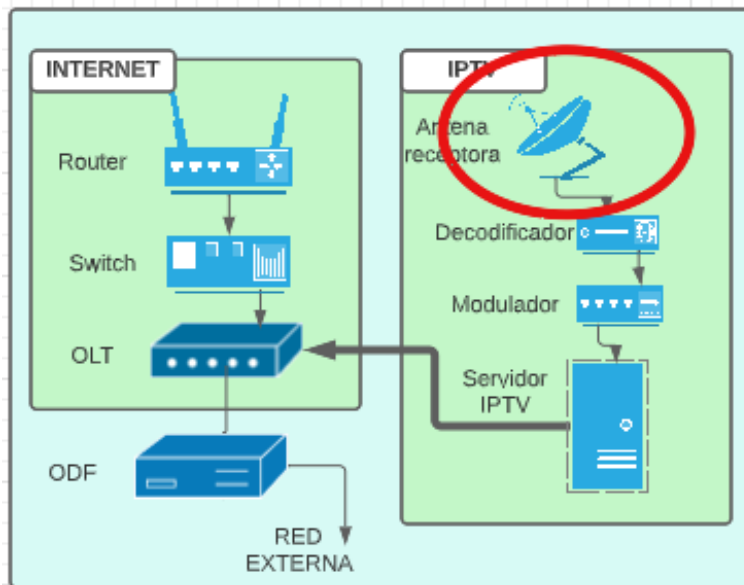 INTERNET
Router
Switch
OLT
ODF
RED
EXTERNA
IPTV
Antena
receptora
Decodificador
Modulador
Servidor
IPTV